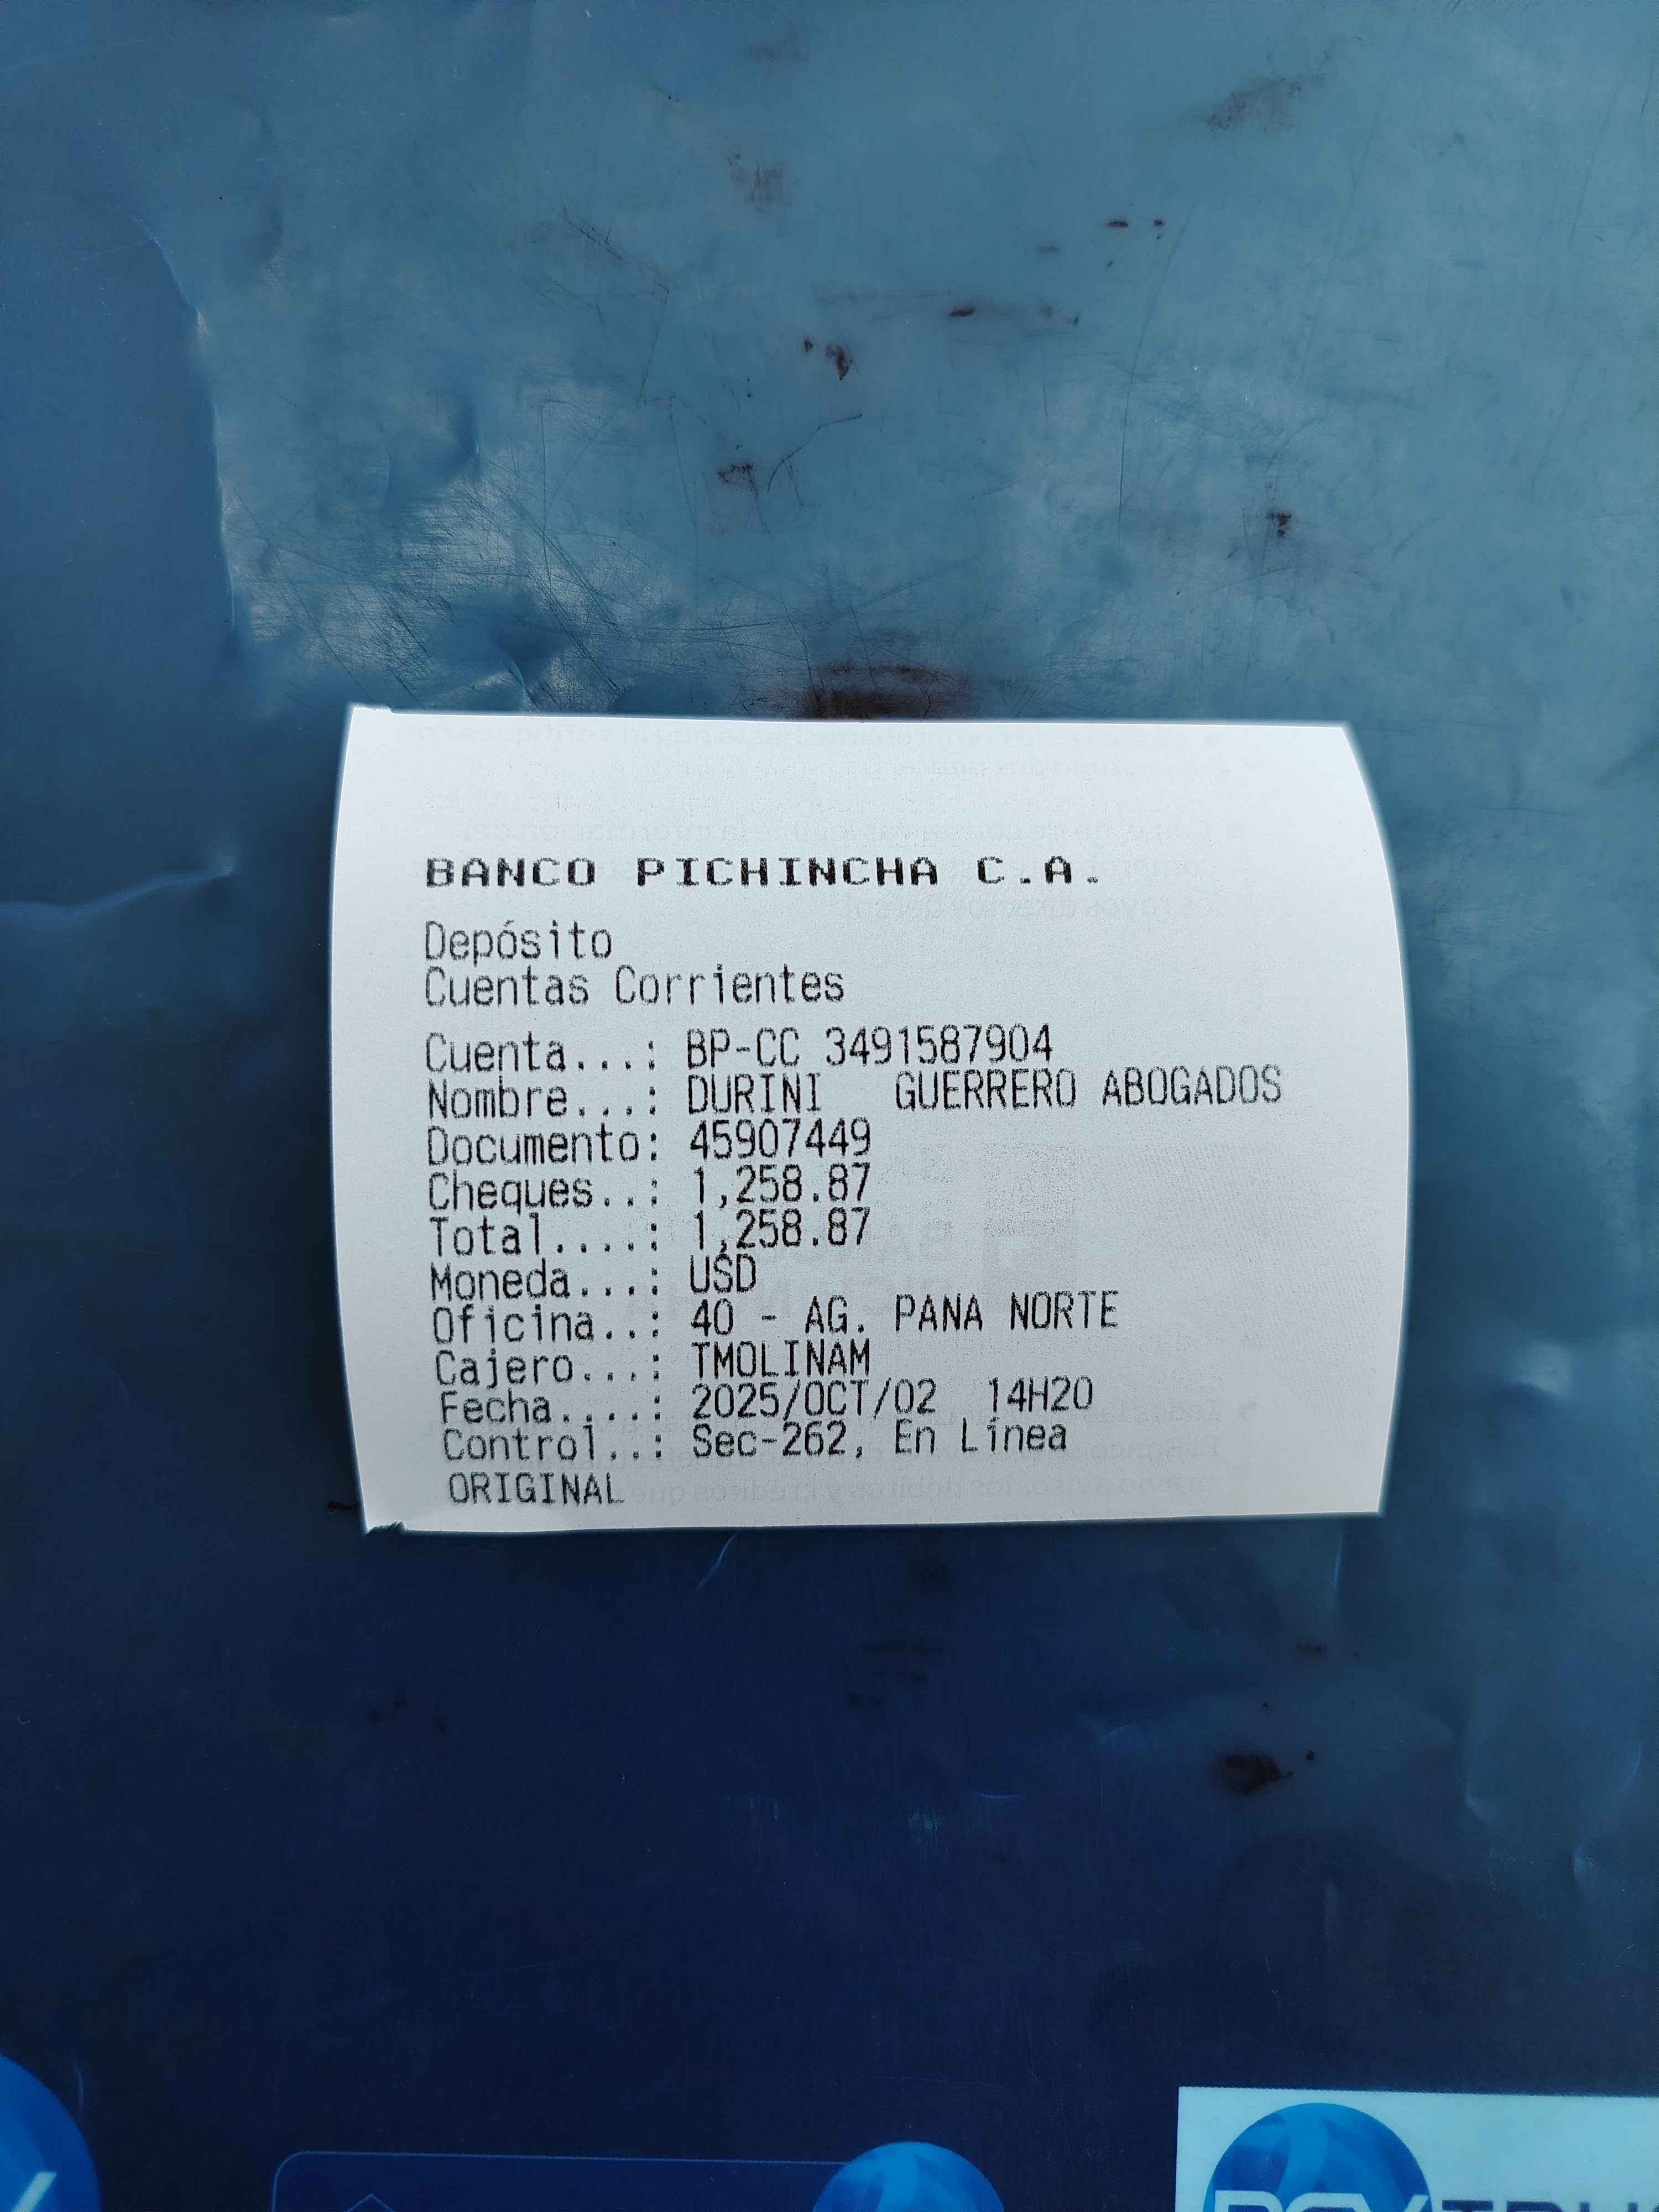 BANCO PICHINCHA C.A.
Depósito
Cuentas Corrientes
Cuenta...: BP-CC 3491587904
Nombre...: DURINI GUERRERO ABOGADOS
Documento: 45907449
Cheques..: 1,258.87
Total....: 1,258.87
Moneda...: USD
Oficina..: 40 - AG. PANA NORTE
Cajero...: TMOLINAM
Fecha....: 2025/OCT/02 14H20
Control..: Sec-262, En Línea
ORIGINAL